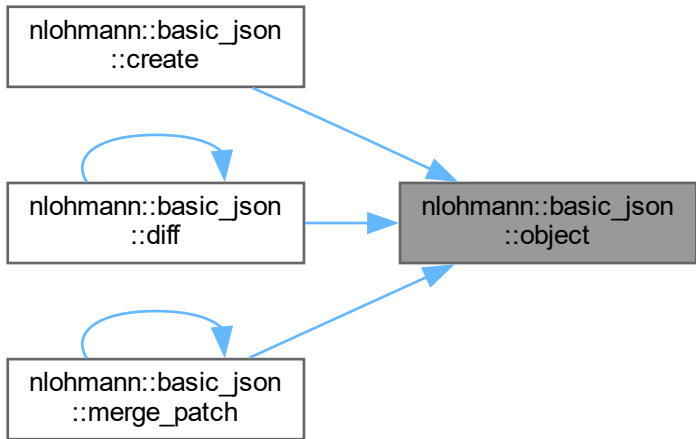 nlohmann::basic_json
::create
nlohmann::basic_json
::diff
nlohmann::basic_json
::object
nlohmann::basic_json
::merge_patch